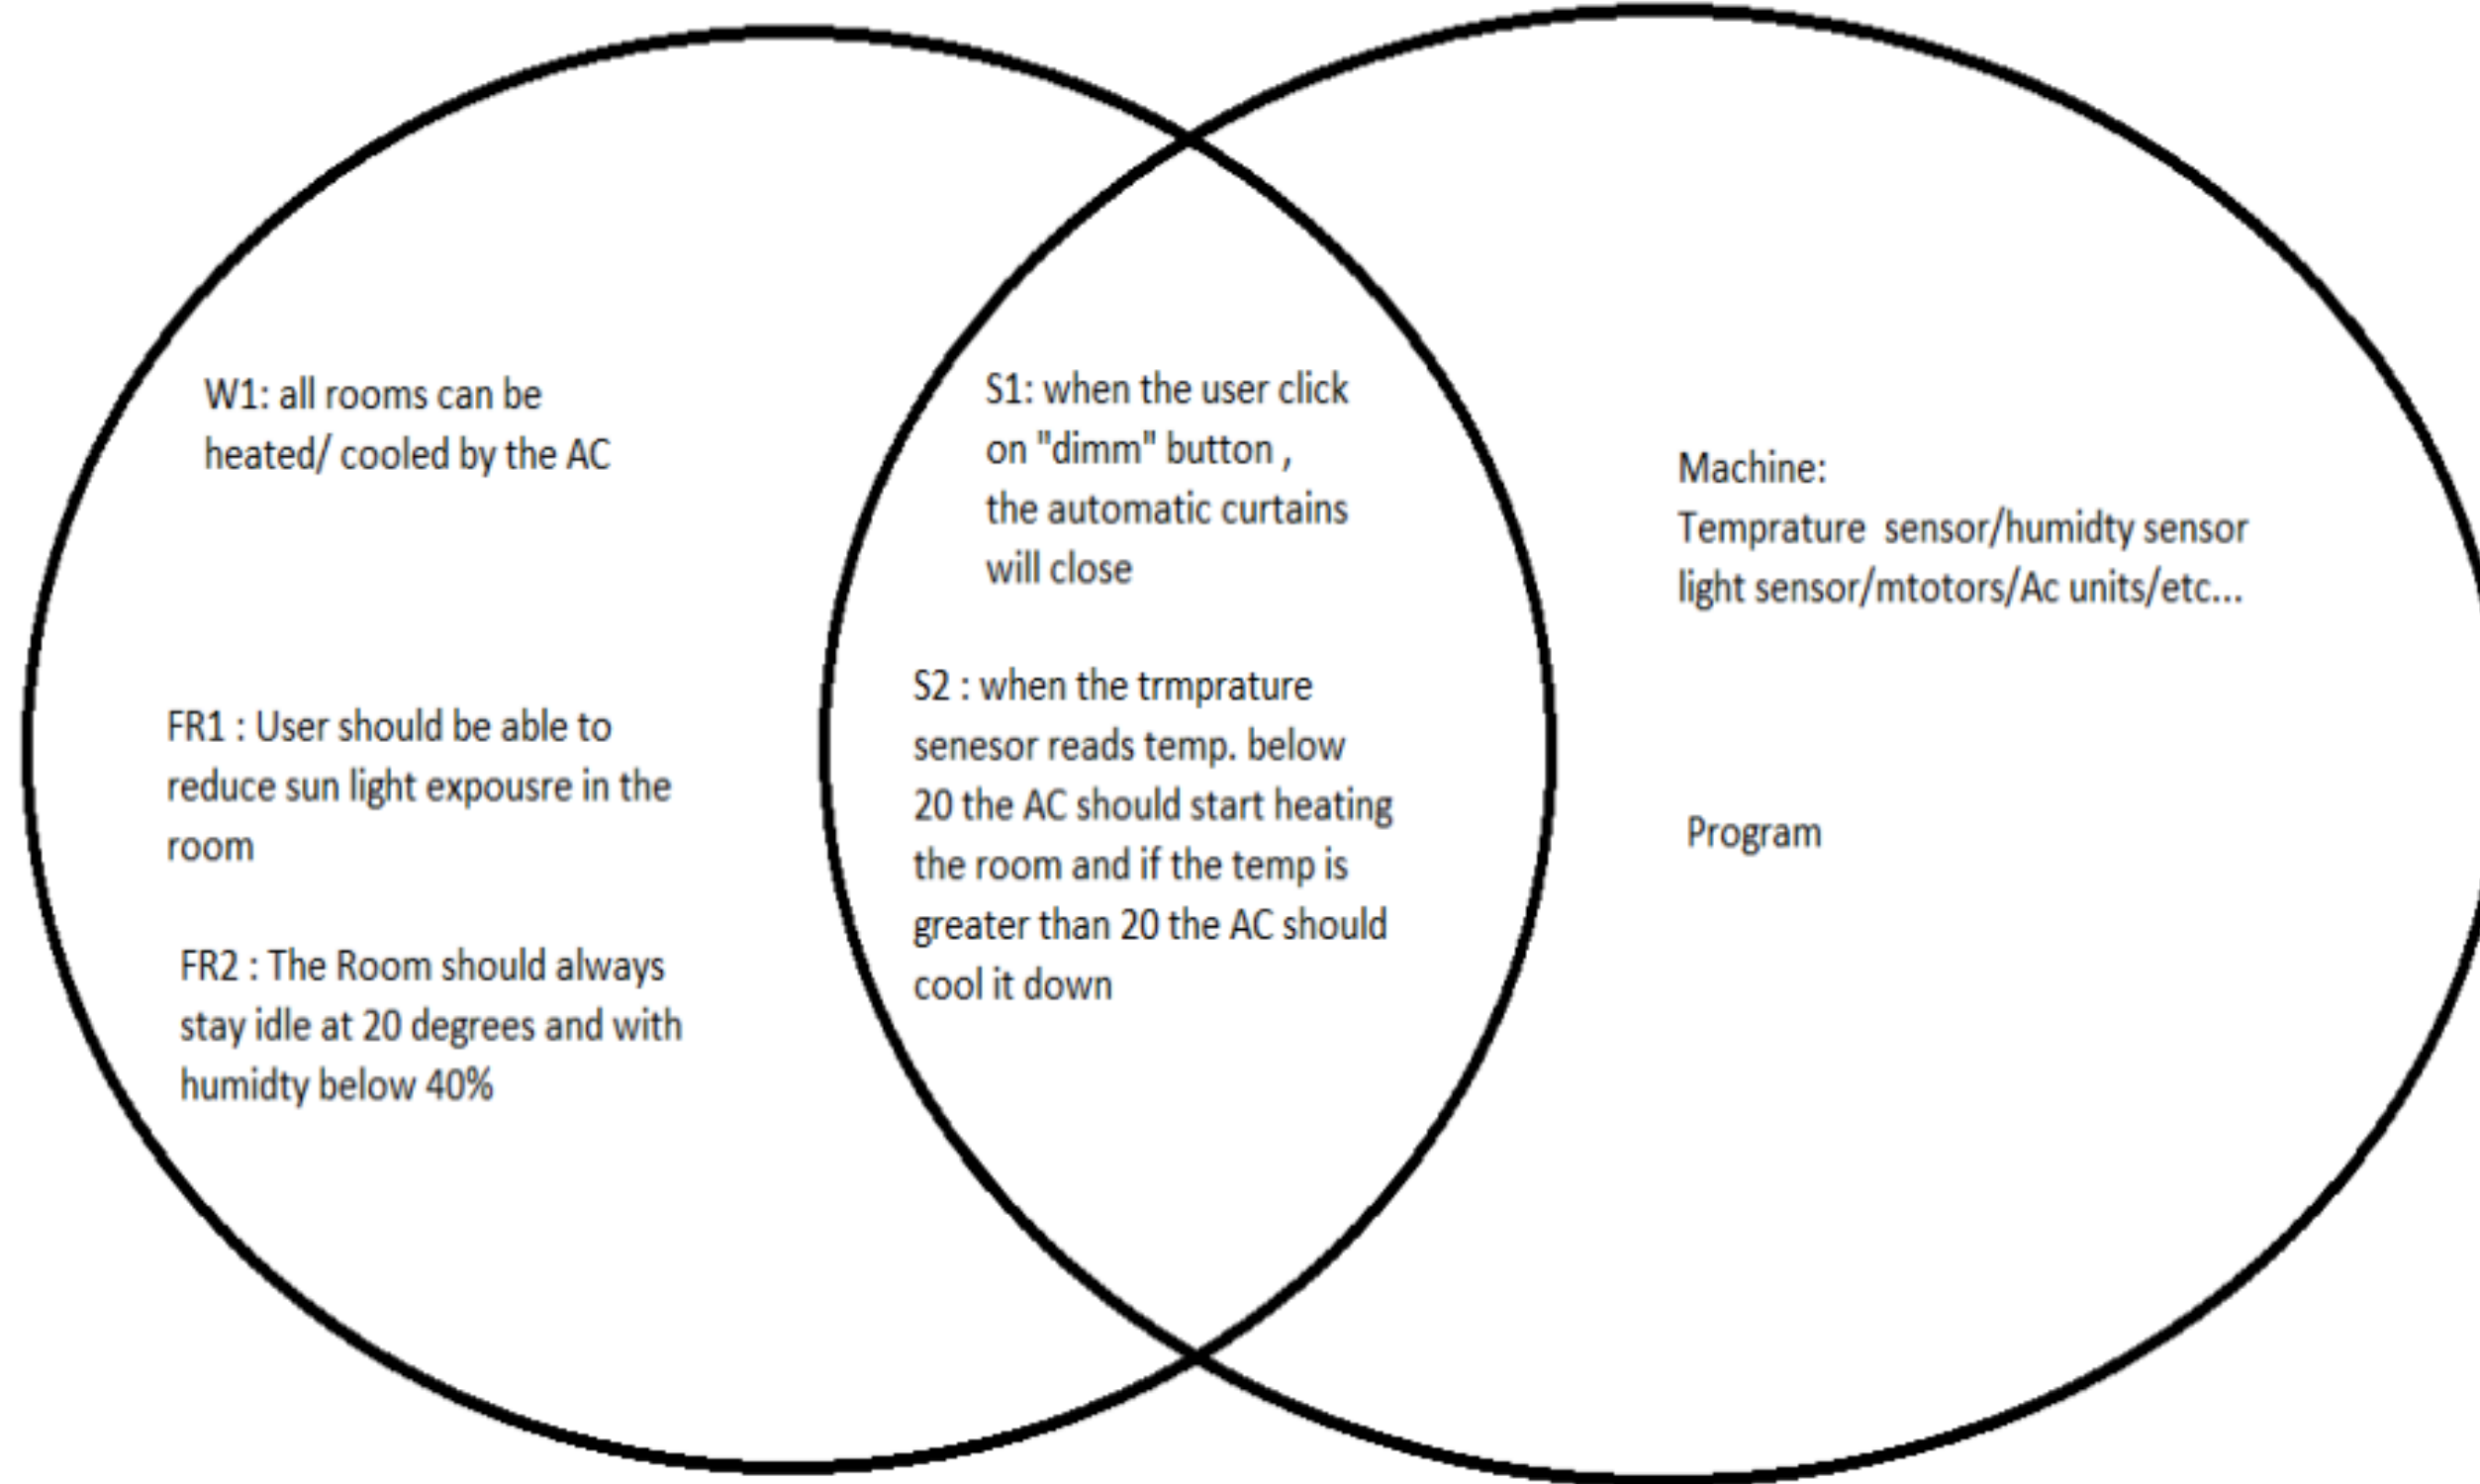 W1: all rooms can be
heated/ cooled by the AC
FR1 : User should be able to
reduce sun light expousre in the
room
FR2 : The Room should always
stay idle at 20 degrees and with
humidty below 40%
S1: when the user click
on "dimm" button ,
the automatic curtains
will close
S2 : when the trmprature
senesor reads temp. below
20 the AC should start heating
the room and if the temp is
greater than 20 the AC should
cool it down
Machine:
Temprature  sensor/humidty sensor
light sensor/mtotors/Ac units/etc...
Program